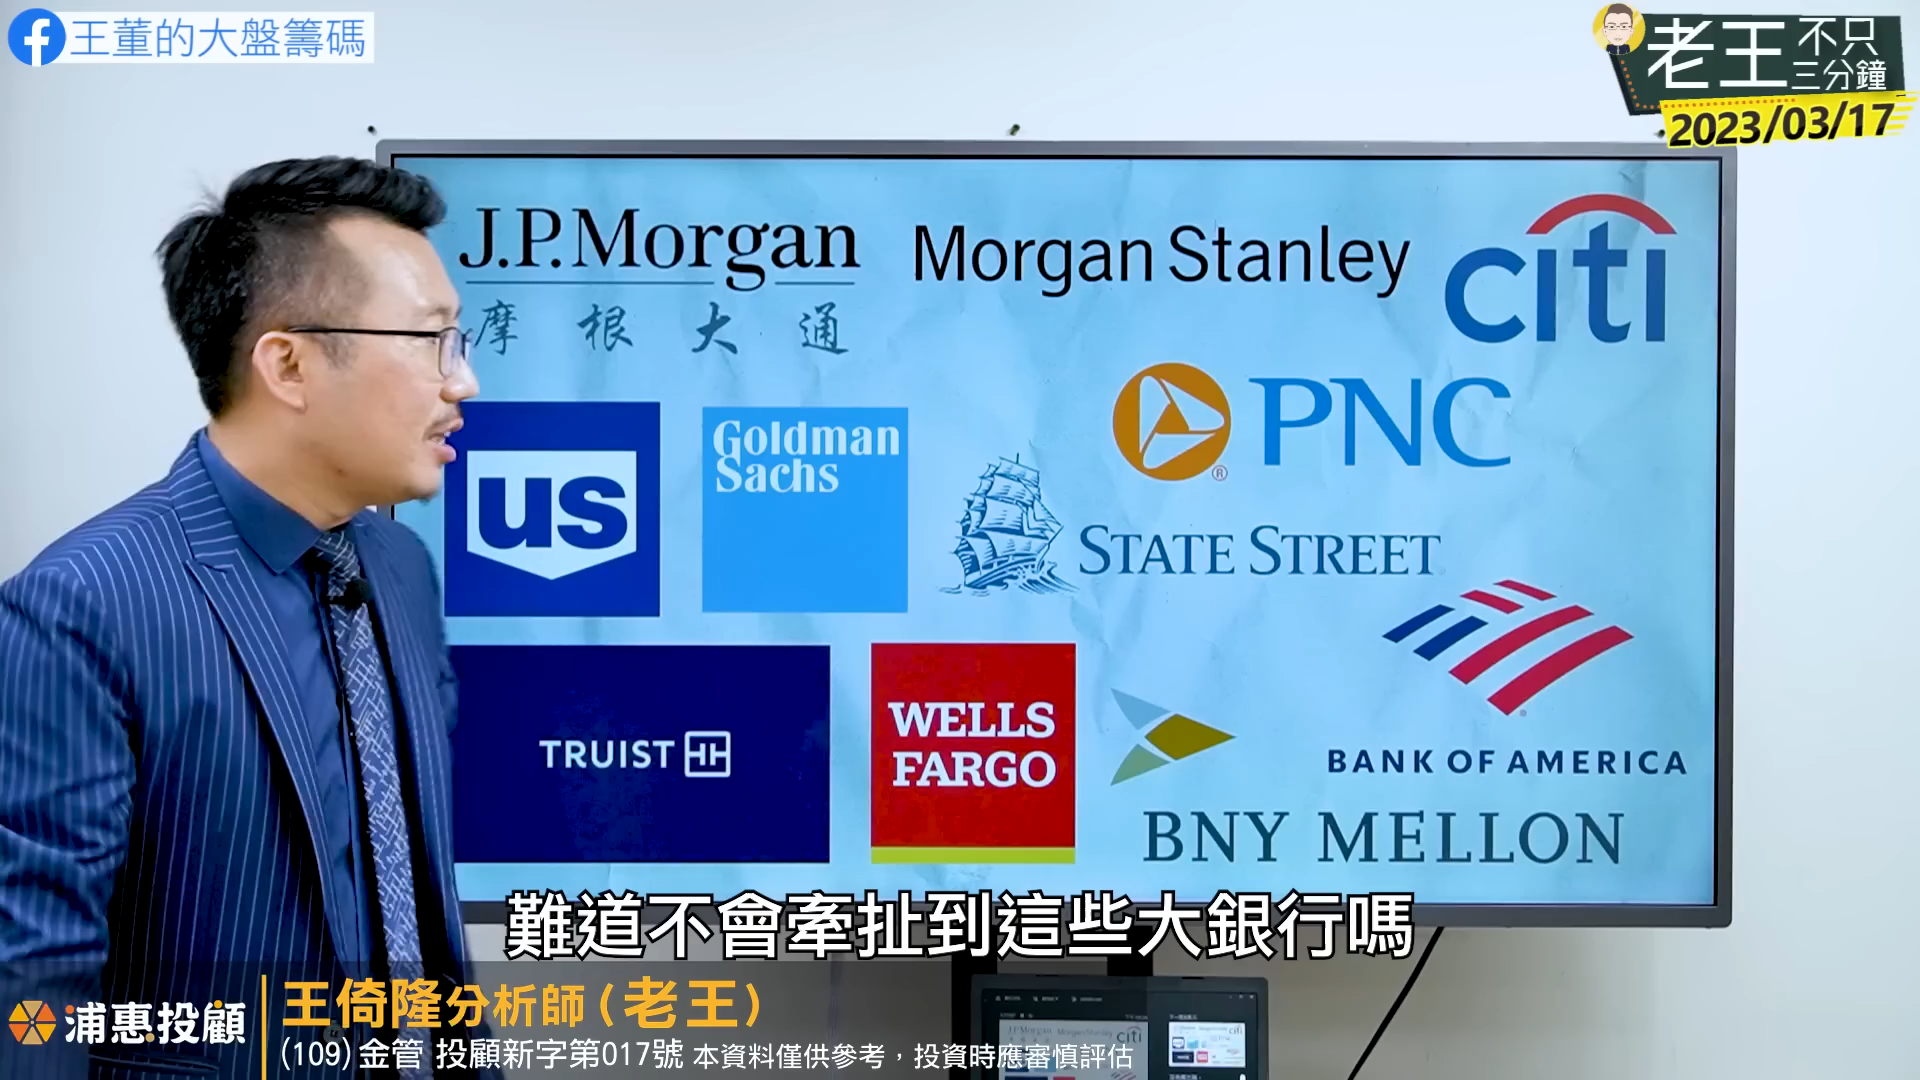 王董的大盤籌碼
老王不只三分鐘
2023/03/17
J.P.Morgan
摩根大通
Morgan Stanley
citi
PNC
us
Goldman
Sachs
STATE STREET
TRUIST
WELLS
FARGO
BANK OF AMERICA
BNY MELLON
難道不會牽扯到這些大銀行嗎
浦惠投顧
王倚隆分析師(老王)
(109)金管 投顧新字第017號 本資料僅供參考，投資時應審慎評估